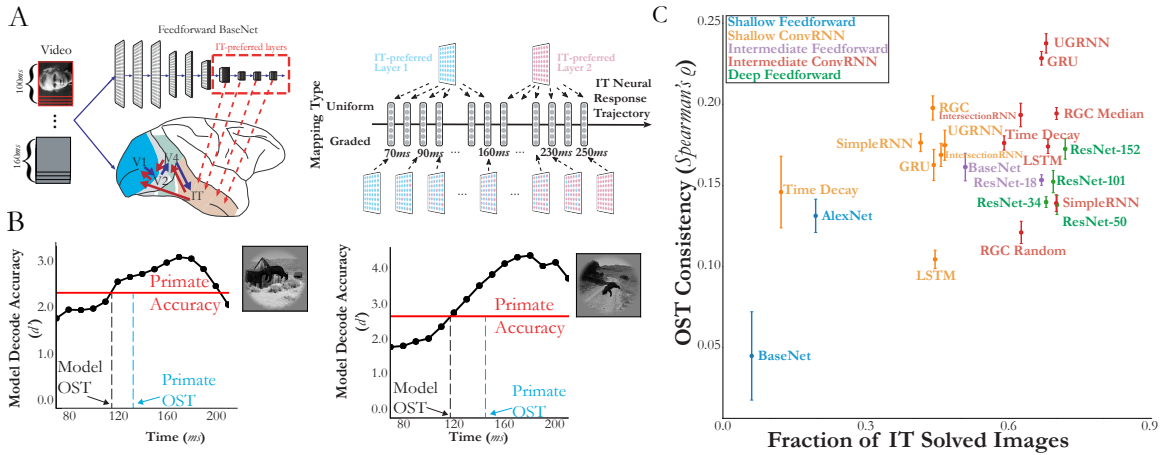 A
Feedforward BaseNet
Video
IT-preferred layers
100ms
160ms
V1
V2
V4
IT
IT-preferred
Layer 1
IT-preferred
Layer 2
IT Neural
Response
Trajectory
Mapping Type
Uniform
Graded
70ms 90ms ... 160ms ... 230ms 250ms
... ...
B
Model Decode Accuracy
(d′)
3.0
2.0
1.0
0.0
Primate
Accuracy
Model
OST
Primate
OST
80 120 160 200
Time (ms)
Model Decode Accuracy
(d′)
4.0
3.0
2.0
1.0
0.0
Primate
Accuracy
Model
OST
Primate
OST
80 120 160 200
Time (ms)
C
OST Consistency (Spearman's ϱ)
0.25
0.20
0.15
0.10
0.05
Shallow Feedforward
Shallow ConvRNN
Intermediate Feedforward
Intermediate ConvRNN
Deep Feedforward
UGRNN
GRU
RGC
IntersectionRNN
RGC Median
SimpleRNN
UGRNN
Time Decay
IntersectionRNN
LSTM
ResNet-152
GRU
BaseNet
ResNet-18
ResNet-101
Time Decay
ResNet-34
SimpleRNN
AlexNet
ResNet-50
RGC Random
LSTM
BaseNet
0.0 0.3 0.6 0.9
Fraction of IT Solved Images